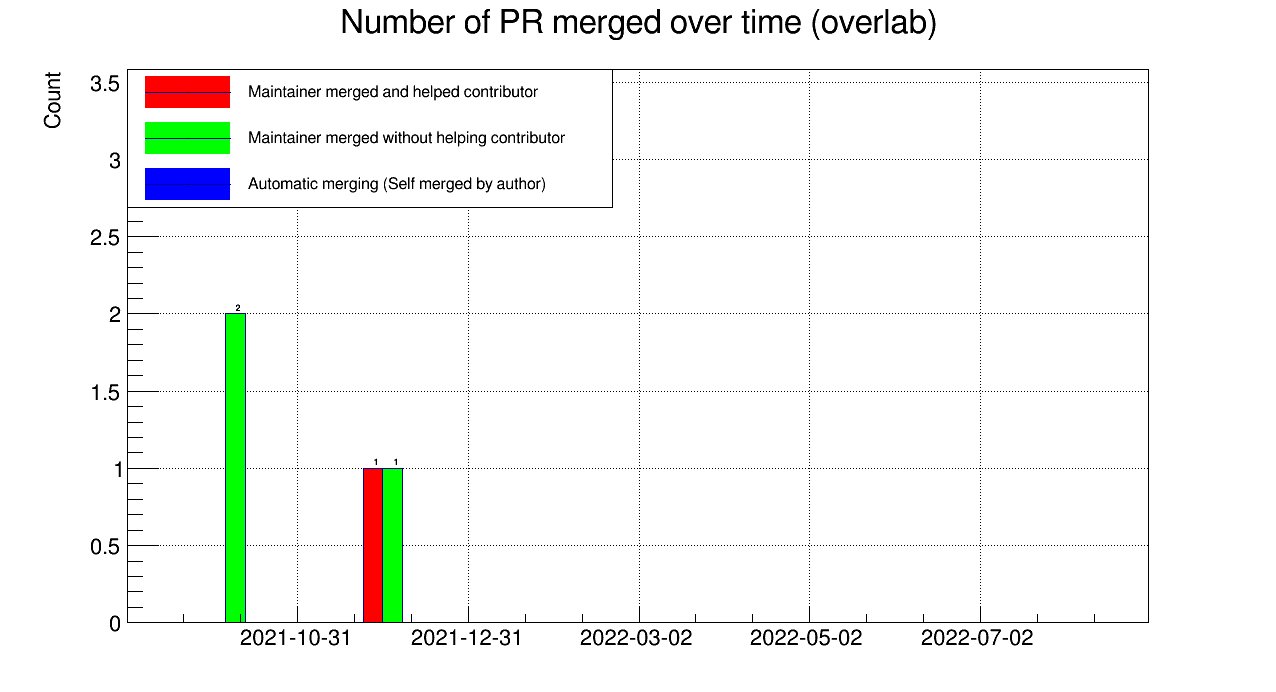 Number of PR merged over time (overlab)
Count
Maintainer merged and helped contributor
Maintainer merged without helping contributor
Automatic merging (Self merged by author)
3.5
3
2.5
2
1.5
1
0.5
0
2
1 1
2021-10-31 2021-12-31 2022-03-02 2022-05-02 2022-07-02